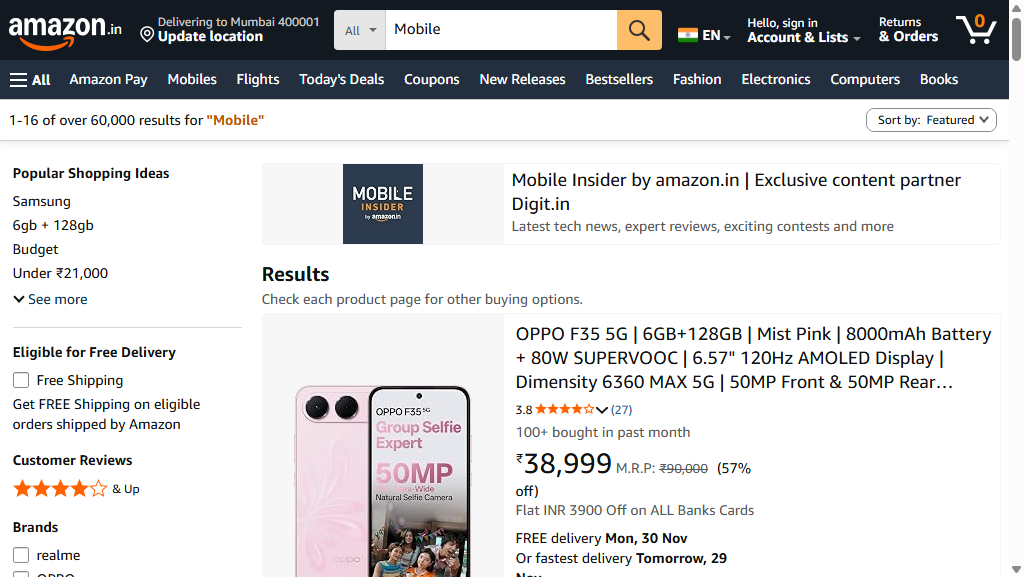 amazon.in
Delivering to Mumbai 400001
Update location
All
Mobile
EN
Hello, sign in
Account & Lists
Returns
& Orders
0
All
Amazon Pay
Mobiles
Flights
Today's Deals
Coupons
New Releases
Bestsellers
Fashion
Electronics
Computers
Books
1-16 of over 60,000 results for "Mobile"
Sort by: Featured
Popular Shopping Ideas
Samsung
6gb + 128gb
Budget
Under ₹21,000
See more
Eligible for Free Delivery
Free Shipping
Get FREE Shipping on eligible
orders shipped by Amazon
Customer Reviews
& Up
Brands
realme
OPPO
MOBILE
INSIDER
by amazon.in
Mobile Insider by amazon.in | Exclusive content partner
Digit.in
Latest tech news, expert reviews, exciting contests and more
Results
Check each product page for other buying options.
OPPO F35 5G
Group Selfie
Expert
50MP
Ultra-Wide
Natural Selfie Camera
oppo
OPPO F35 5G | 6GB+128GB | Mist Pink | 8000mAh Battery
+ 80W SUPERVOOC | 6.57" 120Hz AMOLED Display |
Dimensity 6360 MAX 5G | 50MP Front & 50MP Rear…
3.8 (27)
100+ bought in past month
₹38,999 M.R.P: ₹90,000 (57%
off)
Flat INR 3900 Off on ALL Banks Cards
FREE delivery Mon, 30 Nov
Or fastest delivery Tomorrow, 29
Nov